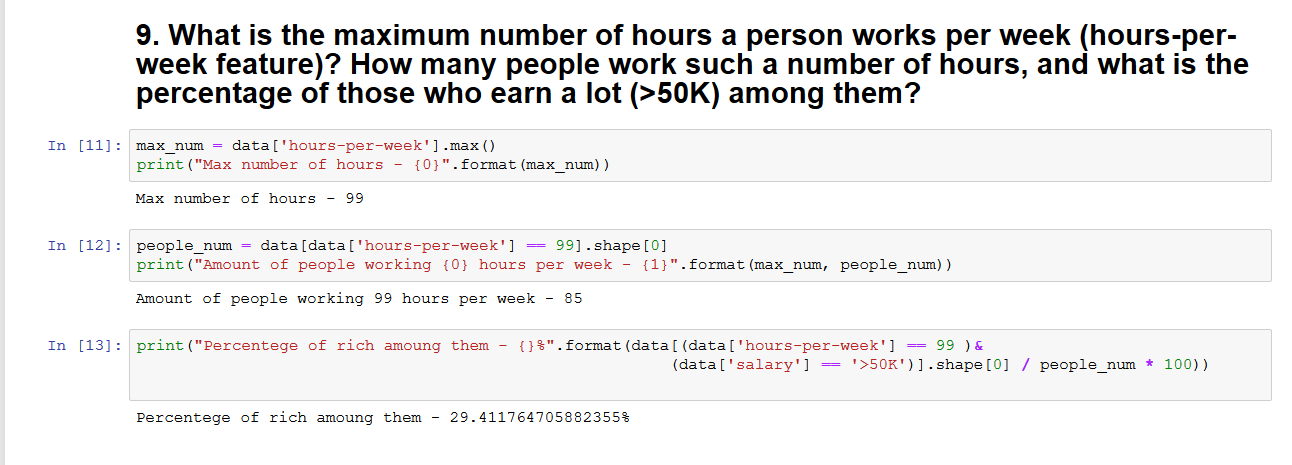 9. What is the maximum number of hours a person works per week (hours-per-
week feature)? How many people work such a number of hours, and what is the
percentage of those who earn a lot (>50K) among them?
In [11]: max_num = data['hours-per-week'].max()
print("Max number of hours - {0}".format(max_num))
Max number of hours - 99
In [12]: people_num = data[data['hours-per-week'] == 99].shape[0]
print("Amount of people working {0} hours per week - {1}".format(max_num, people_num))
Amount of people working 99 hours per week - 85
In [13]: print("Percentege of rich amoung them - {}%".format(data[(data['hours-per-week'] == 99 )&
(data['salary'] == '>50K')].shape[0] / people_num * 100))
Percentege of rich amoung them - 29.411764705882355%